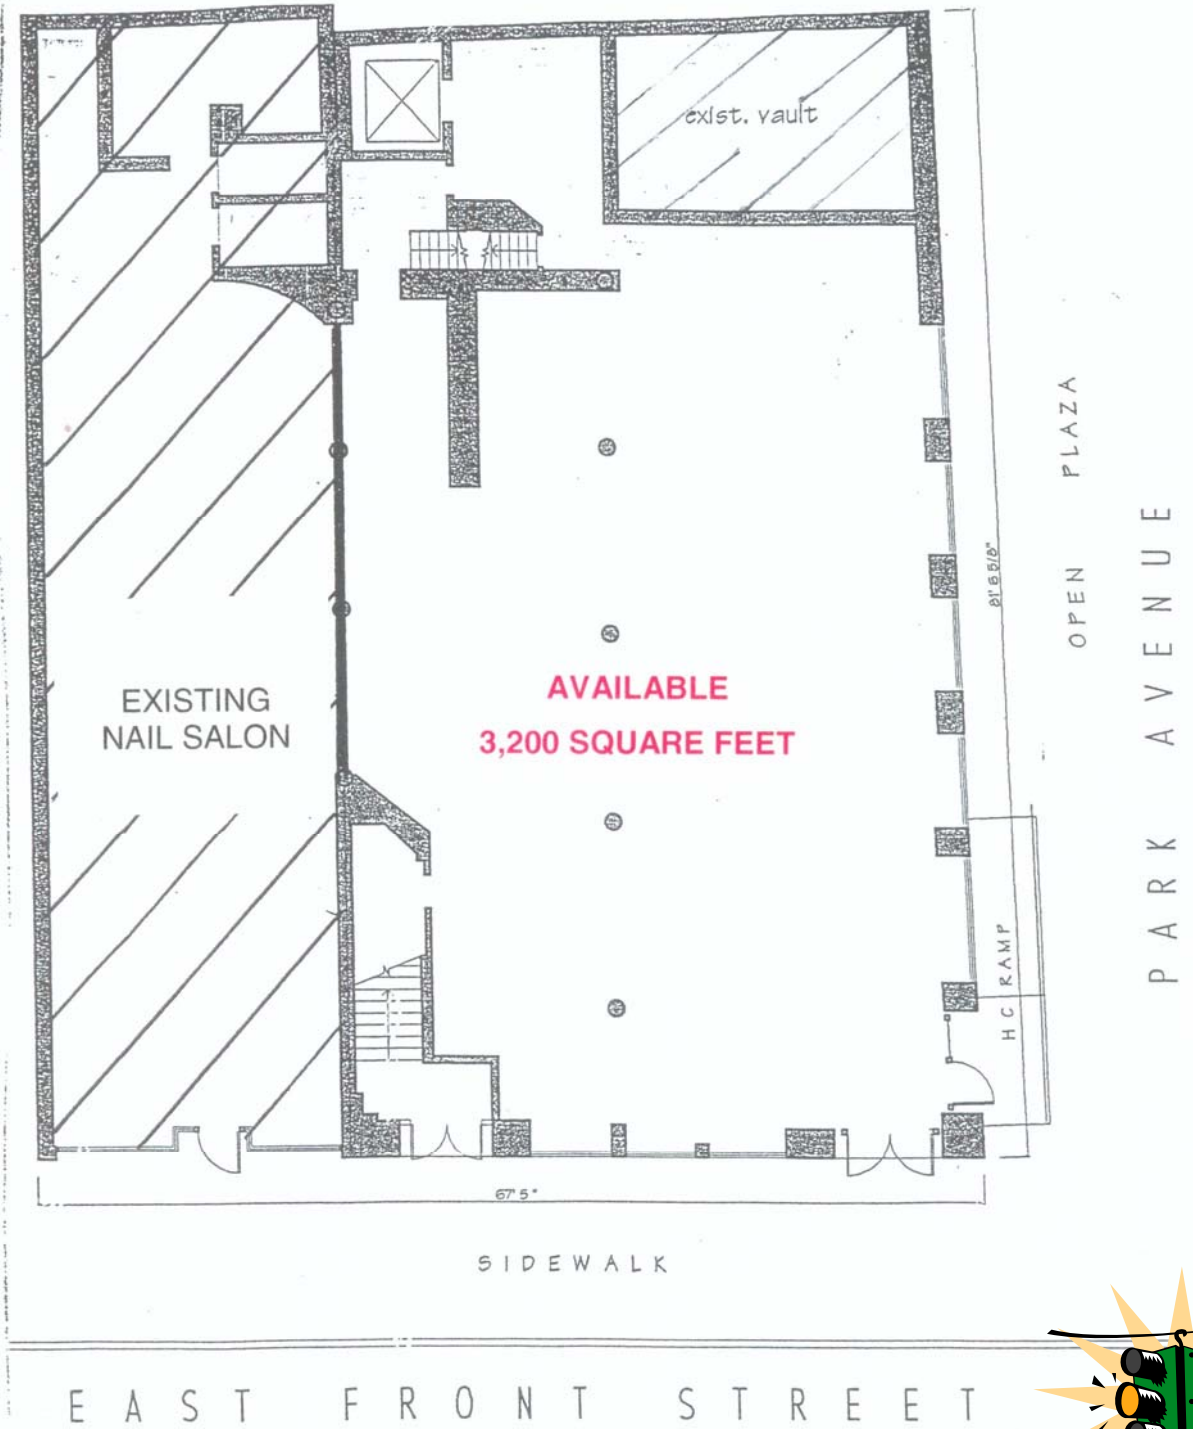 exist. vault
OPEN PLAZA
PARK AVENUE
81' 8 5/8"
EXISTING
NAIL SALON
AVAILABLE
3,200 SQUARE FEET
HC RAMP
67' 5"
SIDEWALK
EAST FRONT STREET